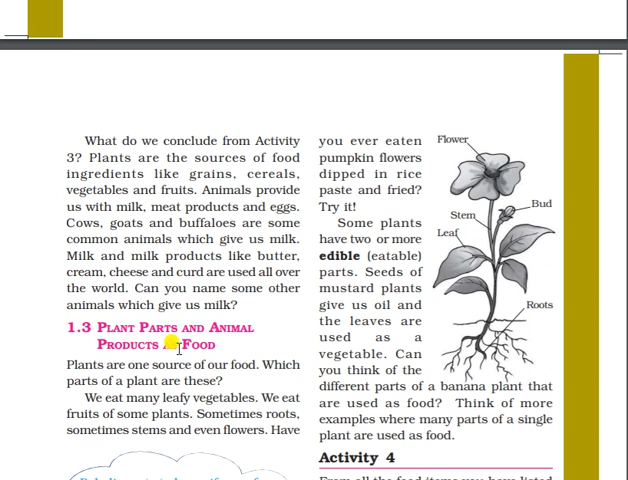 What do we conclude from Activity
3? Plants are the sources of food
ingredients like grains, cereals,
vegetables and fruits. Animals provide
us with milk, meat products and eggs.
Cows, goats and buffaloes are some
common animals which give us milk.
Milk and milk products like butter,
cream, cheese and curd are used all over
the world. Can you name some other
animals which give us milk?
1.3 PLANT PARTS AND ANIMAL
PRODUCTS FOOD
Plants are one source of our food. Which
parts of a plant are these?
We eat many leafy vegetables. We eat
fruits of some plants. Sometimes roots,
sometimes stems and even flowers. Have
you ever eaten
pumpkin flowers
dipped in rice
paste and fried?
Try it!
Some plants
have two or more
edible (eatable)
parts. Seeds of
mustard plants
give us oil and
the leaves are
used as a
vegetable. Can
you think of the
different parts of a banana plant that
are used as food? Think of more
examples where many parts of a single
plant are used as food.
Flower
Bud
Stem
Leaf
Roots
Activity 4
From all the food items you have listed